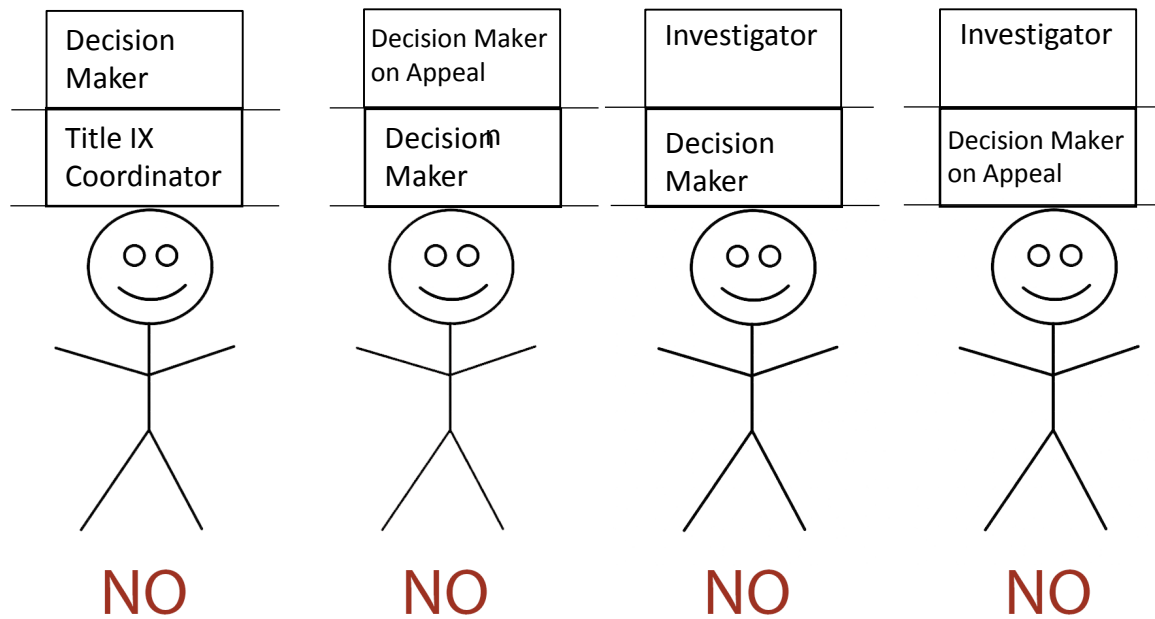 Decision
Maker
Title IX
Coordinator
NO
Decision Maker
on Appeal
Decision
Maker
NO
Investigator
Decision
Maker
NO
Investigator
Decision Maker
on Appeal
NO